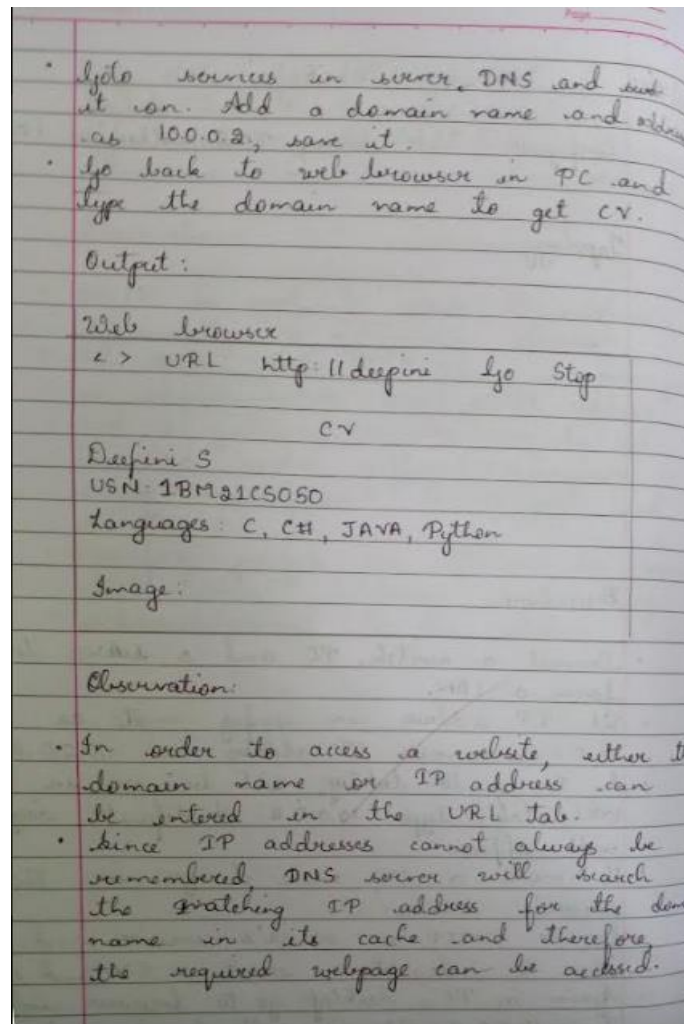 Page
• Goto services in server, DNS and
it on. Add a domain name and address
as 10.0.0.2, save it.
• Go back to web browser in PC and
type the domain name to get CV.
Output:
Web browser
< > URL http://deepini Go Stop
CV
Deepini S
USN: 1BM21CS050
Languages: C, C++, JAVA, Python
Image:
Observation:
• In order to access a website, either t
domain name or IP address can
be entered in the URL Tab.
• Since IP addresses cannot always be
remembered, DNS server will search
the matching IP address for the dom
name in its cache and therefore,
the required webpage can be accessed.